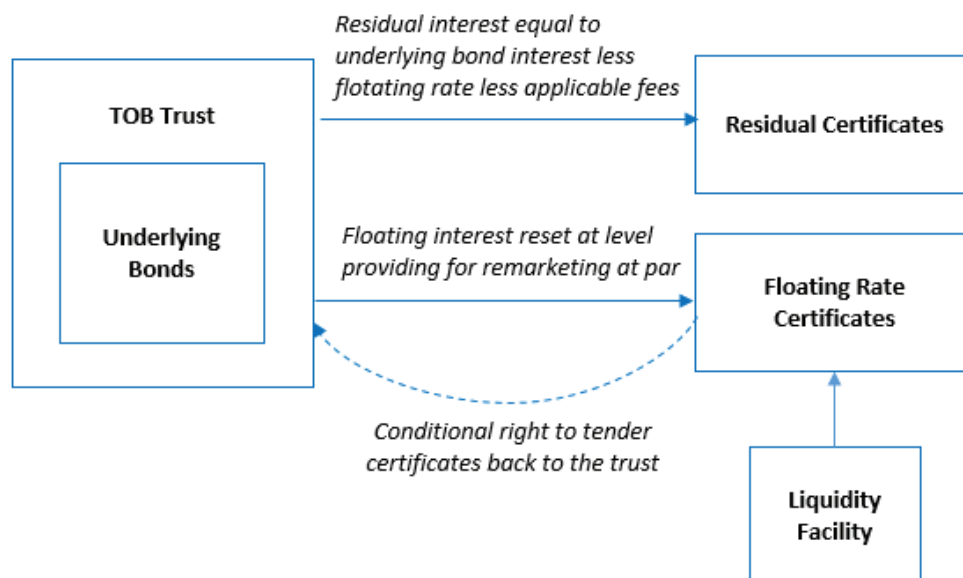 Residual interest equal to
underlying bond interest less
flotating rate less applicable fees
TOB Trust
Residual Certificates
Underlying
Bonds
Floating interest reset at level
providing for remarketing at par
Floating Rate
Certificates
Conditional right to tender
certificates back to the trust
Liquidity
Facility